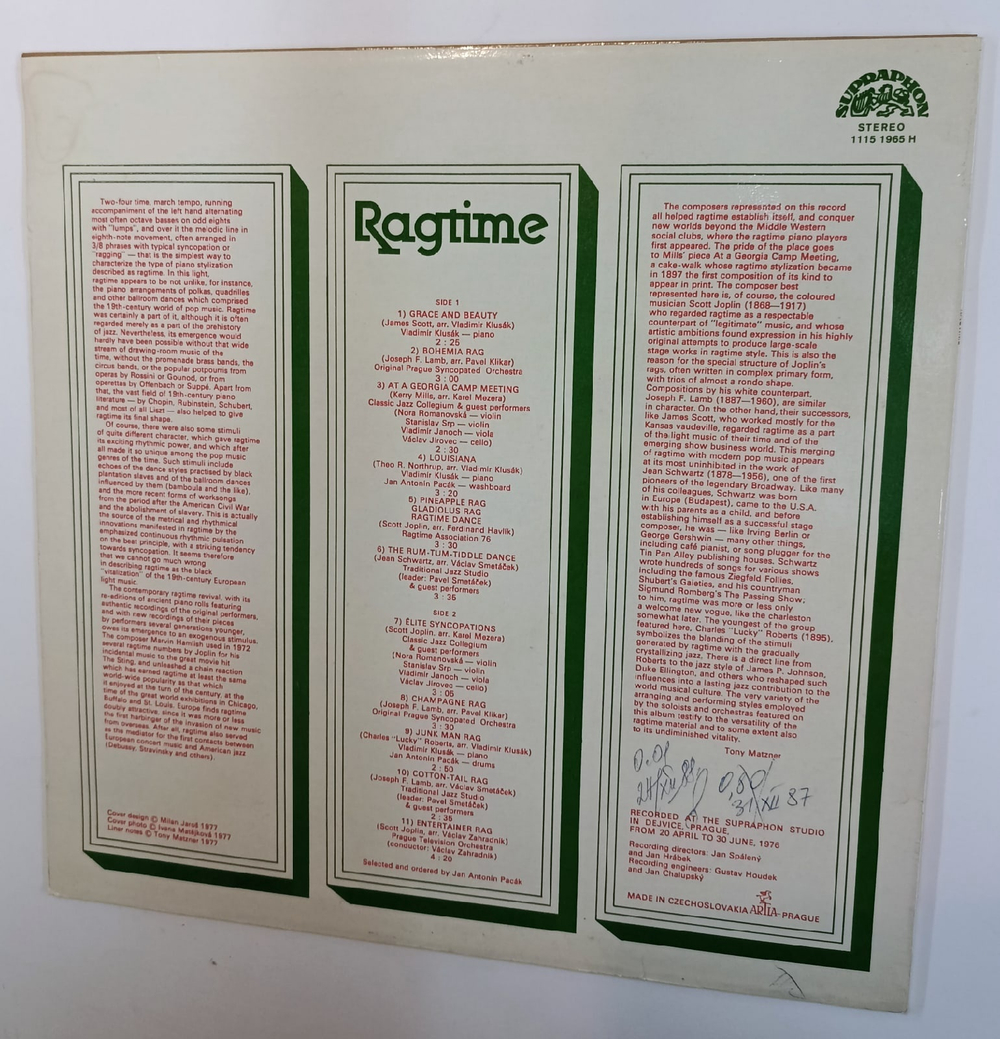 SUPRAPHON
STEREO
1115 1965 H
Two-four time, march tempo, running
accompaniment of the left hand alternating
most often octave basses on odd eights
with "lumps", and over it the melodic line in
eighth-note movement, often arranged in
3/8 phrases with typical syncopation or
"ragging" — that is the simplest way to
characterize the type of piano stylization
described as ragtime. In this light,
ragtime appears to be not unlike, for instance,
the piano arrangements of polkas, quadrilles
and other ballroom dances which comprised
the 19th-century world of pop music. Ragtime
was certainly a part of it, although it is often
regarded merely as a part of the prehistory
of jazz. Nevertheless, its emergence would
hardly have been possible without that wide
stream of drawing-room music of the
time, without the promenade brass bands, the
circus bands, or the popular potpourris from
operas by Rossini or Gounod, or from
operettas by Offenbach or Suppé. Apart from
that, the vast field of 19th-century piano
literature — by Chopin, Rubinstein, Schubert,
and most of all Liszt — also helped to give
ragtime its final shape.
Of course, there were also some stimuli
of quite different character, which gave ragtime
its exciting rhythmic power, and which after
all made it so unique among the pop music
genres of the time. Such stimuli include
echoes of the dance styles practised by black
plantation slaves and of the ballroom dances
influenced by them (bamboula and the like),
and the more recent forms of worksongs
from the period after the American Civil War
and the abolishment of slavery. This is actually
the source of the metrical and rhythmical
innovations manifested in ragtime by the
emphasized continuous rhythmic pulsation
on the beat principle, with a striking tendency
towards syncopation. It seems therefore
that we cannot go much wrong
in describing ragtime as the black
"vitalization" of the 19th-century European
light music.
The contemporary ragtime revival, with its
re-editions of ancient piano rolls featuring
authentic recordings of the original performers,
and with new recordings of their pieces
by performers several generations younger,
owes its emergence to an exogenous stimulus.
The composer Marvin Hamlish used in 1972
several ragtime numbers by Joplin for his
incidental music to the great movie hit
The Sting, and unleashed a chain reaction
which has earned ragtime at least the same
world-wide popularity as that which
it enjoyed at the turn of the century, at the
time of the great world exhibitions in Chicago,
Buffalo and St. Louis. Europe finds ragtime
doubly attractive, since it was more or less
the first harbinger of the invasion of new music
from overseas. After all, ragtime also served
as the mediator for the first contacts between
European concert music and American jazz
(Debussy, Stravinsky and others).
Cover design © Milan Jaroš 1977
Cover photo © Ivana Matějková 1977
Liner notes © Tony Matzner 1977
Ragtime
SIDE 1
1) GRACE AND BEAUTY
(James Scott, arr. Vladimír Klusák)
Vladimír Klusák — piano
2 : 25
2) BOHEMIA RAG
(Joseph F. Lamb, arr. Pavel Klikar)
Original Prague Syncopated Orchestra
3 : 00
3) AT A GEORGIA CAMP MEETING
(Kerry Mills, arr. Karel Mezera)
Classic Jazz Collegium & guest performers
(Nora Romanovská — violin
Stanislav Srp — violin
Vladimír Janoch — viola
Václav Jírovec — cello)
2 : 30
4) LOUISIANA
(Theo R. Northrup, arr. Vladimír Klusák)
Vladimír Klusák — piano
Jan Antonín Pacák — washboard
3 : 20
5) PINEAPPLE RAG
GLADIOLUS RAG
RAGTIME DANCE
(Scott Joplin, arr. Ferdinand Havlík)
Ragtime Association 76
3 : 30
6) THE RUM-TUM-TIDDLE DANCE
(Jean Schwartz, arr. Václav Smetáček)
Traditional Jazz Studio
(leader: Pavel Smetáček)
& guest performers
3 : 35
SIDE 2
7) ELITE SYNCOPATIONS
(Scott Joplin, arr. Karel Mezera)
Classic Jazz Collegium
& guest performers
(Nora Romanovská — violin
Stanislav Srp — violin
Vladimír Janoch — viola
Václav Jírovec — cello)
3 : 05
8) CHAMPAGNE RAG
(Joseph F. Lamb, arr. Pavel Klikar)
Original Prague Syncopated Orchestra
3 : 30
9) JUNK MAN RAG
(Charles "Lucky" Roberts, arr. Vladimír Klusák)
Vladimír Klusák — piano
Jan Antonín Pacák — drums
2 : 50
10) COTTON-TAIL RAG
(Joseph F. Lamb, arr. Václav Smetáček)
Traditional Jazz Studio
(leader: Pavel Smetáček)
& guest performers
2 : 35
11) ENTERTAINER RAG
(Scott Joplin, arr. Václav Zahradník)
Prague Television Orchestra
(conductor: Václav Zahradník)
4 : 20
Selected and ordered by Jan Antonín Pacák
The composers represented on this record
all helped ragtime establish itself, and conquer
new worlds beyond the Middle Western
social clubs, where the ragtime piano players
first appeared. The pride of the place goes
to Mills' piece At a Georgia Camp Meeting,
a cake-walk whose ragtime stylization became
in 1897 the first composition of its kind to
appear in print. The composer best
represented here is, of course, the coloured
musician Scott Joplin (1868—1917)
who regarded ragtime as a respectable
counterpart of "legitimate" music, and whose
artistic ambitions found expression in his highly
original attempts to produce large-scale
stage works in ragtime style. This is also the
reason for the special structure of Joplin's
rags, often written in complex primary form,
with trios of almost a rondo shape.
Compositions by his white counterpart,
Joseph F. Lamb (1887—1960), are similar
in character. On the other hand, their successors,
like James Scott, who worked mostly for the
Kansas vaudeville, regarded ragtime as a part
of the light music of their time and of the
emerging show business world. This merging
of ragtime with modern pop music appears
at its most uninhibited in the work of
Jean Schwartz (1878—1956), one of the first
pioneers of the legendary Broadway. Like many
of his colleagues, Schwartz was born
in Europe (Budapest), came to the U.S.A.
with his parents as a child, and before
establishing himself as a successful stage
composer, he was — like Irving Berlin or
George Gershwin — many other things,
including café pianist, or song plugger for the
Tia Pan Alley publishing houses. Schwartz
wrote hundreds of songs for various shows
including the famous Ziegfeld Follies,
Shubert's Gaieties, and his countryman
Sigmund Romberg's The Passing Show;
to him, ragtime was more or less only
a welcome new vogue, like the charleston
somewhat later. The youngest of the group
featured here, Charles "Lucky" Roberts (1895),
symbolizes the blending of the stimuli
generated by ragtime with the gradually
crystallizing jazz. There is a direct line from
Roberts to the jazz style of James P. Johnson,
Duke Ellington, and others who reshaped such
influences into a lasting jazz contribution to the
world musical culture. The very variety of the
arranging and performing styles employed
by the soloists and orchestras featured on
this album testify to the versatility of the
ragtime material and to some extent also
to its undiminished vitality.
Tony Matzner
31 XII 87
RECORDED AT THE SUPRAPHON STUDIO
IN DEJVICE, PRAGUE,
FROM 20 APRIL TO 30 JUNE, 1976
Recording directors: Jan Spálený
and Jan Hrábek
Recording engineers: Gustav Houdek
and Jan Chalupský
MADE IN CZECHOSLOVAKIA ARTIA-PRAGUE